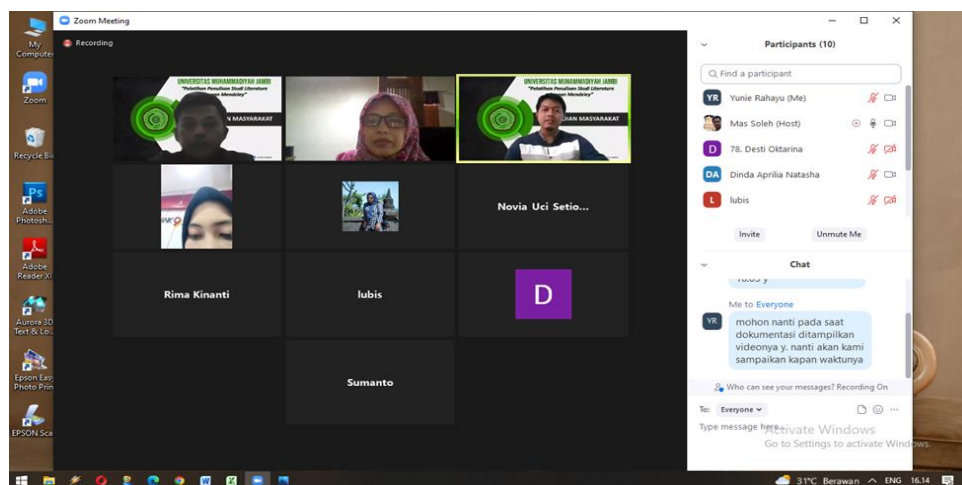 My
Computer
Zoom
Recycle Bin
Ps
Adobe
Photosh...
Adobe
Reader XI
Aurora 3D
Text & Lo...
Epson Easy
Photo Prin
EPSON Sca
Zoom Meeting
Recording
UNIVERSITAS MUHAMMADIYAH JAMBI
"Pelatihan Penulisan Studi Literature
Mendeley"
N MASYARAKAT
UNIVERSITAS MUHAMMADIYAH JAMBI
"Pelatihan Penulisan Studi Literature
Mendeley"
DIAN MASYARAKAT
Novia Uci Setio...
Rima Kinanti
lubis
D
Sumanto
Participants (10)
Find a participant
YR Yunie Rahayu (Me)
Mas Soleh (Host)
D 78. Desti Oktarina
DA Dinda Aprilia Natasha
L lubis
Invite Unmute Me
Chat
Me to Everyone
YR
mohon nanti pada saat
dokumentasi ditampilkan
videonya y. nanti akan kami
sampaikan kapan waktunya
Who can see your messages? Recording On
To: Everyone
Type message here...
Activate Windows
Go to Settings to activate Windows.
31°C Berawan ENG 16.14